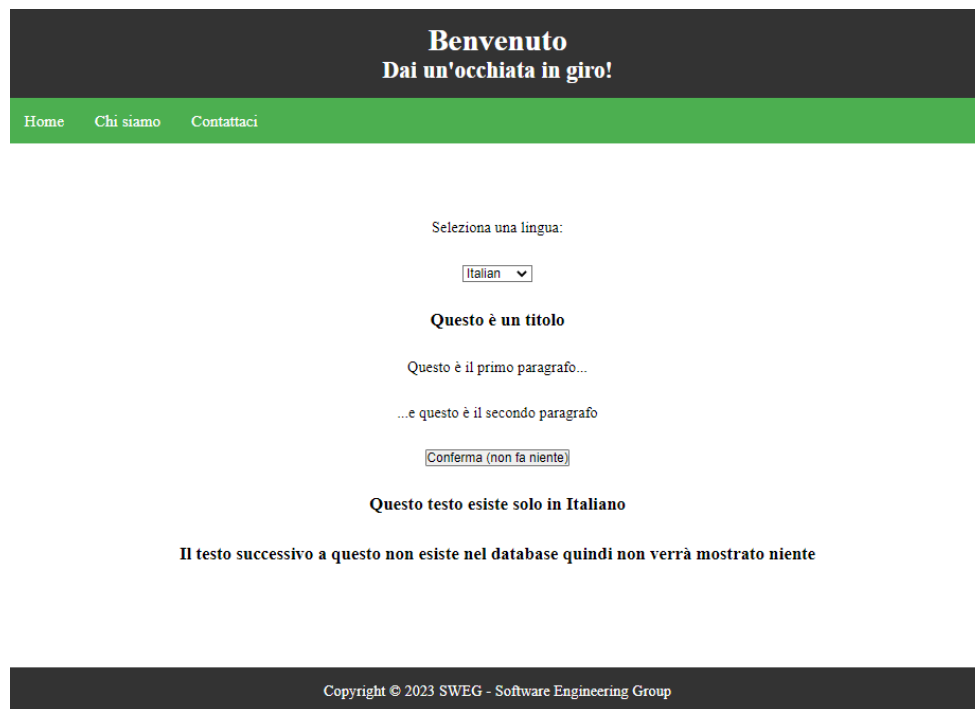 Benvenuto
Dai un'occhiata in giro!
Home Chi siamo Contattaci
Seleziona una lingua:
Italian
Questo è un titolo
Questo è il primo paragrafo...
...e questo è il secondo paragrafo
Conferma (non fa niente)
Questo testo esiste solo in Italiano
Il testo successivo a questo non esiste nel database quindi non verrà mostrato niente
Copyright © 2023 SWEG - Software Engineering Group